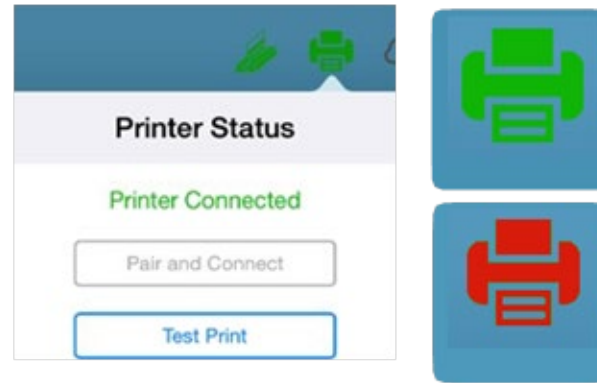 Printer Status
Printer Connected
Pair and Connect
Test Print